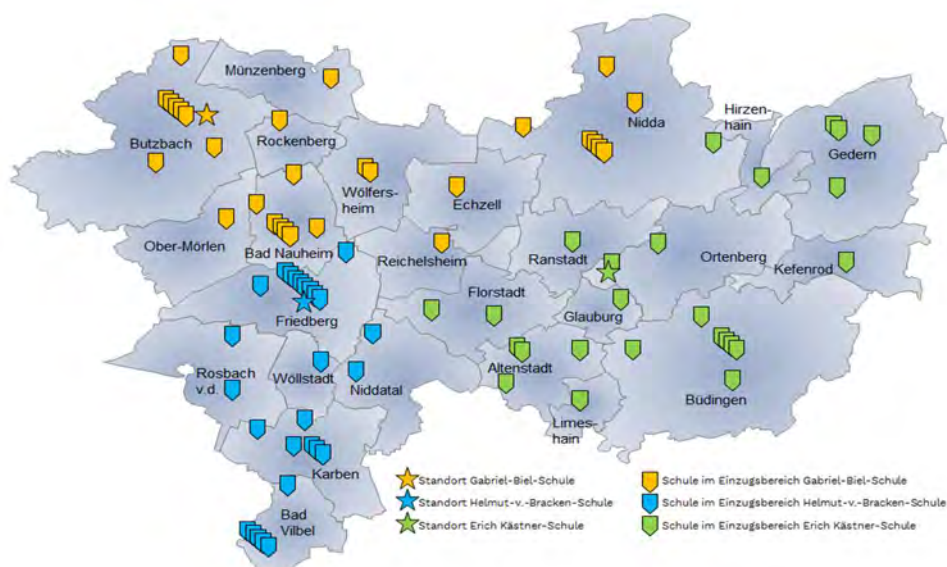 Münzenberg
Hirzen-
hain
Nidda
Butzbach
Rockenberg
Gedern
Wölfers-
heim
Echzell
Ober-Mörlen
Bad Nauheim
Reichelsheim
Ranstadt
Ortenberg
Kefenrod
Florstadt
Glauburg
Friedberg
Rosbach
v.d.
Wöllstadt
Niddatal
Altenstadt
Büdingen
Limes-
hain
Karben
Bad
Vilbel
Standort Gabriel-Biel-Schule
Schule im Einzugsbereich Gabriel-Biel-Schule
Standort Helmut-v.-Bracken-Schule
Schule im Einzugsbereich Helmut-v.-Bracken-Schule
Standort Erich Kästner-Schule
Schule im Einzugsbereich Erich Kästner-Schule